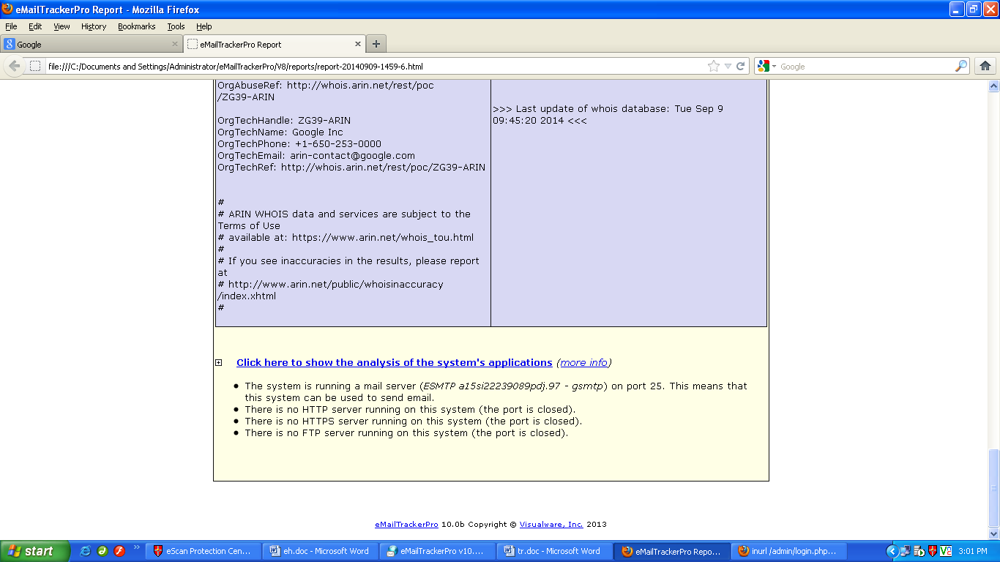 eMailTrackerPro Report - Mozilla Firefox
File Edit View History Bookmarks Tools Help
Google
eMailTrackerPro Report
file:///C:/Documents and Settings/Administrator/eMailTrackerPro/V8/reports/report-20140909-1459-6.html
Google
OrgAbuseRef: http://whois.arin.net/rest/poc
/ZG39-ARIN
OrgTechHandle: ZG39-ARIN
OrgTechName: Google Inc
OrgTechPhone: +1-650-253-0000
OrgTechEmail: arin-contact@google.com
OrgTechRef: http://whois.arin.net/rest/poc/ZG39-ARIN
#
# ARIN WHOIS data and services are subject to the
Terms of Use
# available at: https://www.arin.net/whois_tou.html
#
# If you see inaccuracies in the results, please report
at
# http://www.arin.net/public/whoisinaccuracy
/index.xhtml
#
>>> Last update of whois database: Tue Sep 9
09:45:20 2014 <<<
Click here to show the analysis of the system's applications (more info)
• The system is running a mail server (ESMTP a15si22239089pdj.97 - gsmtp) on port 25. This means that
this system can be used to send email.
• There is no HTTP server running on this system (the port is closed).
• There is no HTTPS server running on this system (the port is closed).
• There is no FTP server running on this system (the port is closed).
eMailTrackerPro 10.0b Copyright © Visualware, Inc. 2013
start
eScan Protection Cen...
eh.doc - Microsoft Word
eMailTrackerPro v10....
tr.doc - Microsoft Word
eMailTrackerPro Repo...
inurl /admin/login.php...
3:01 PM